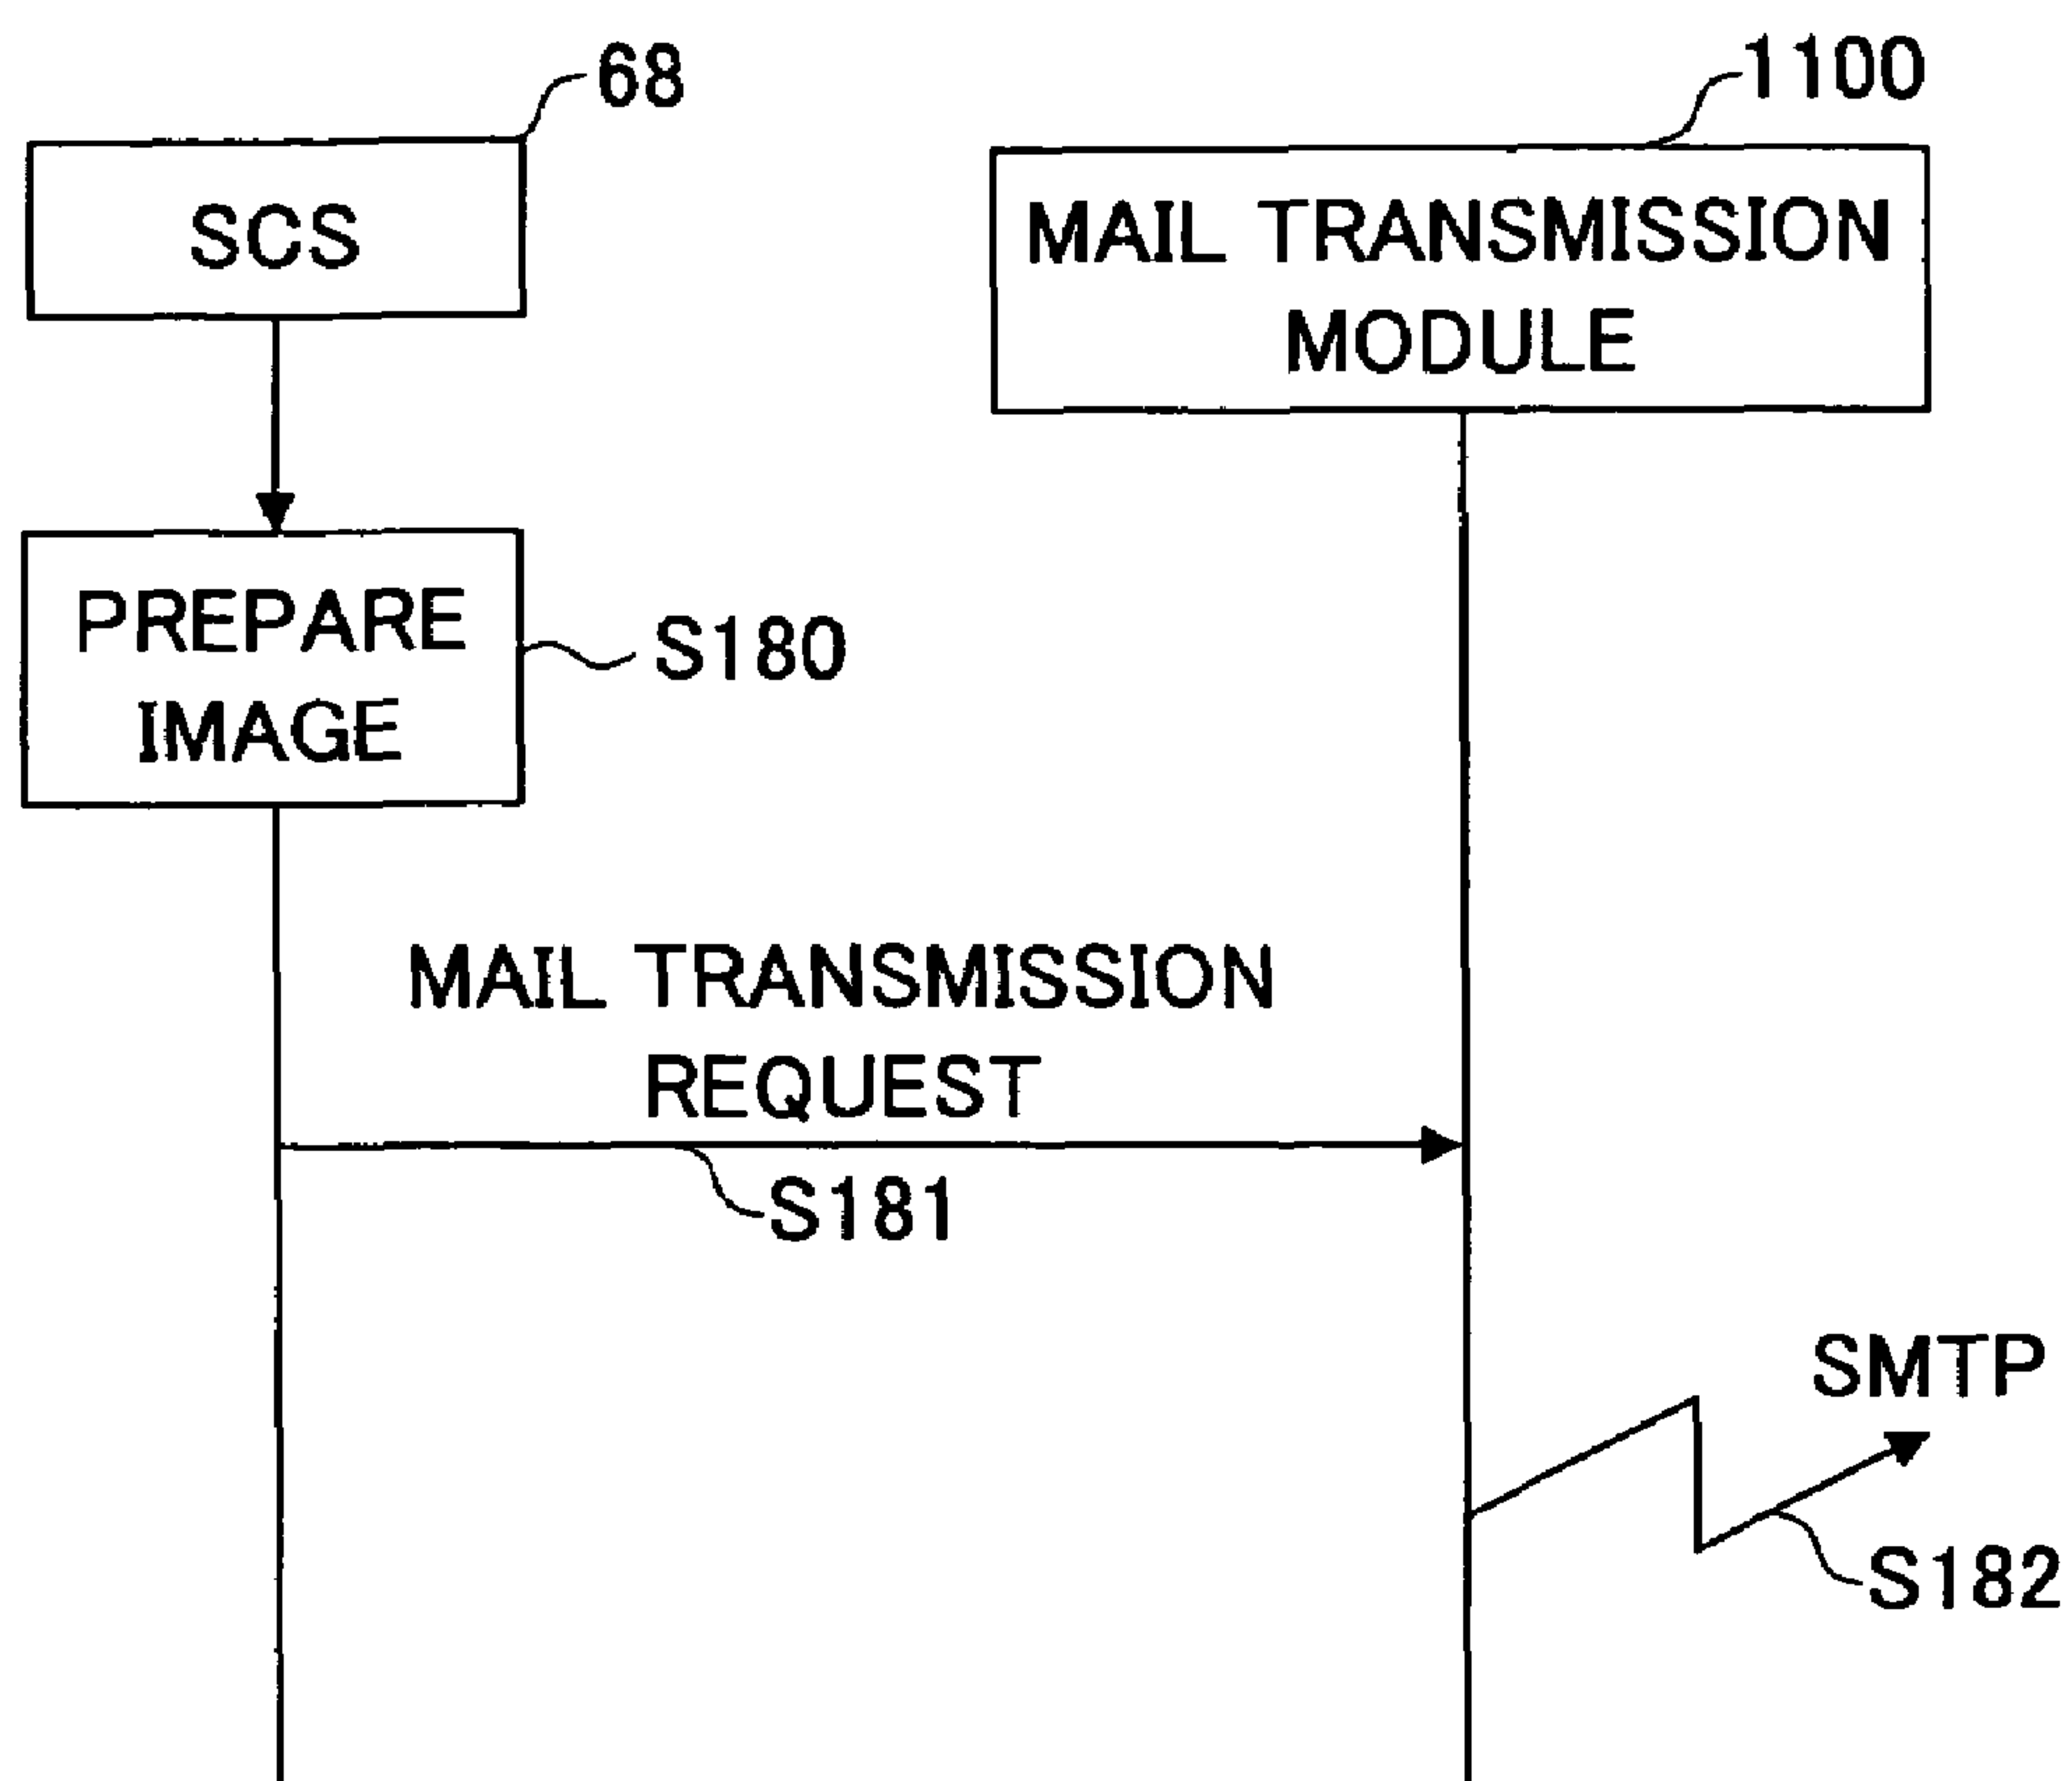 68
1100
SCS
MAIL TRANSMISSION
MODULE
PREPARE
IMAGE
S180
MAIL TRANSMISSION
REQUEST
S181
SMTP
S182